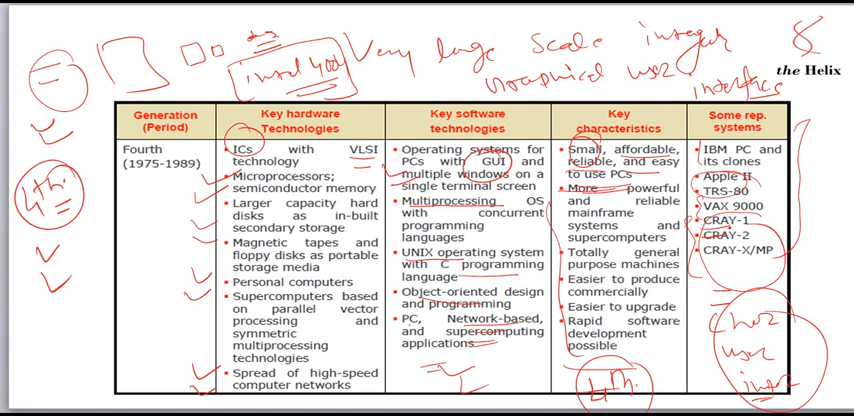 Very large scale integer
intel 4004
Graphical user
interfaces
the Helix
Generation (Period)
Key hardware Technologies
Key software technologies
Key characteristics
Some rep. systems
Fourth
(1975-1989)
ICs with VLSI
technology
Microprocessors;
semiconductor memory
Larger capacity hard
disks as in-built
secondary storage
Magnetic tapes and
floppy disks as portable
storage media
Personal computers
Supercomputers based
on parallel vector
processing and
symmetric
multiprocessing
technologies
Spread of high-speed
computer networks
Operating systems for
PCs with GUI and
multiple windows on a
single terminal screen
Multiprocessing OS
with concurrent
programming
languages
UNIX operating system
with C programming
language
Object-oriented design
and programming
PC, Network-based,
and supercomputing
applications
Small, affordable,
reliable, and easy
to use PCs
More powerful
and reliable
mainframe
systems and
supercomputers
Totally general
purpose machines
Easier to produce
commercially
Easier to upgrade
Rapid software
development
possible
IBM PC and
its clones
Apple II
TRS-80
VAX 9000
CRAY-1
CRAY-2
CRAY-X/MP
4th
4th
user